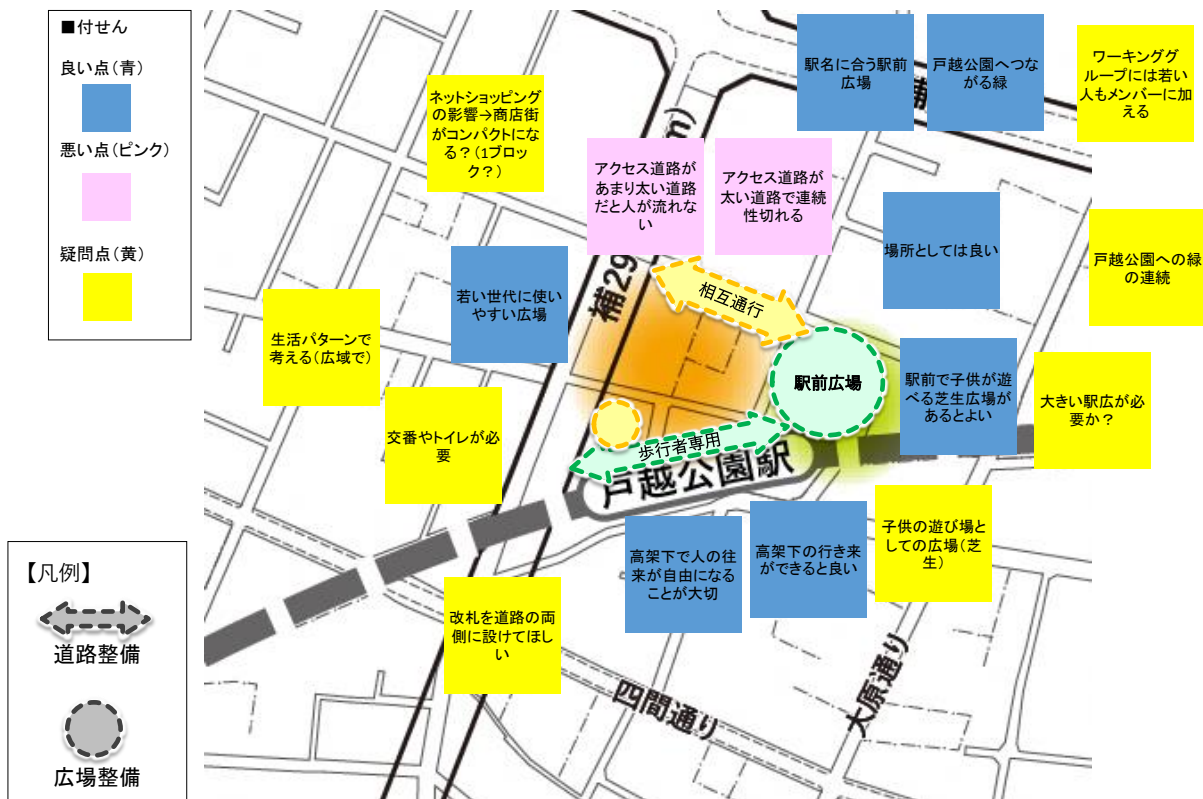 ■付せん
良い点(青)
悪い点(ピンク)
疑問点(黄)
駅名に合う駅前
広場
戸越公園へつな
がる緑
ワーキンググ
ループには若い
人もメンバーに加
える
ネットショッピング
の影響→商店街
がコンパクトにな
る?(1ブロッ
ク?)
アクセス道路が
あまり太い道路
だと人が流れな
い
アクセス道路が
太い道路で連続
性切れる
場所としては良い
戸越公園への緑
の連続
若い世代に使い
やすい広場
生活パターンで
考える(広域で)
補29
m)
補
相互通行
駅前広場
駅前で子供が遊
べる芝生広場が
あるとよい
大きい駅広が必
要か?
交番やトイレが必
要
歩行者専用
戸越公園駅
高架下で人の往
来が自由になる
ことが大切
高架下の行き来
ができると良い
子供の遊び場と
しての広場(芝
生)
改札を道路の両
側に設けてほし
い
四間通り
大原通り
【凡例】
道路整備
広場整備